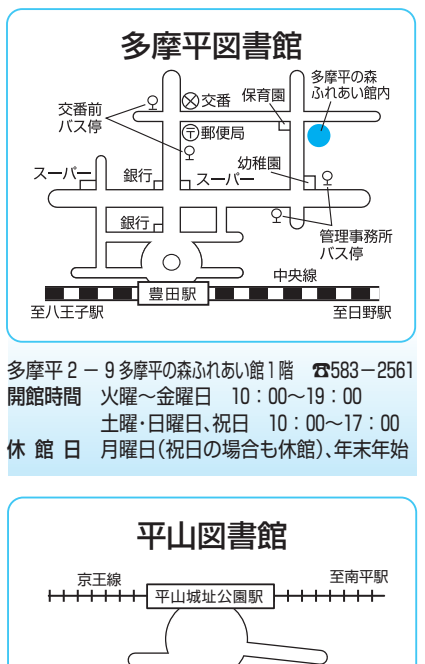 多摩平図書館
多摩平の森
ふれあい館内
保育園
交番
交番前
バス停
〒郵便局
幼稚園
スーパー
銀行
スーパー
銀行
管理事務所
バス停
中央線
豊田駅
至八王子駅
至日野駅
多摩平2-9多摩平の森ふれあい館1階 ☎583-2561
開館時間 火曜~金曜日 10:00~19:00
土曜・日曜日、祝日 10:00~17:00
休館日 月曜日(祝日の場合も休館)、年末年始
平山図書館
京王線
至南平駅
平山城址公園駅